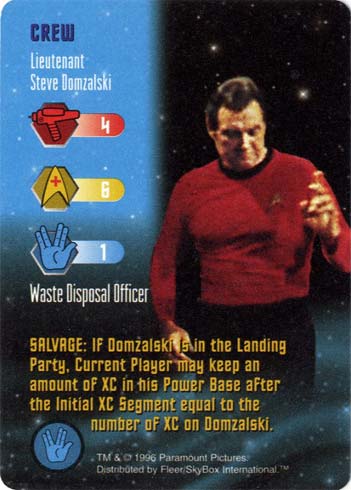 CREW
Lieutenant
Steve Domzalski
4
6
1
Waste Disposal Officer
SALVAGE: If Domzalski is in the Landing
Party, Current Player may keep an
amount of XC in his Power Base after
the Initial XC Segment equal to the
number of XC on Domzalski.
TM & © 1996 Paramount Pictures.
Distributed by Fleer/SkyBox International.™